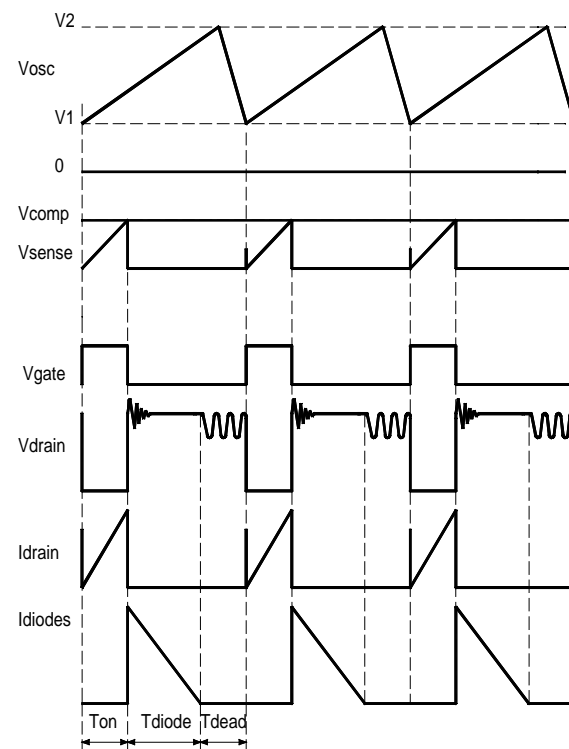 V2
Vosc
V1
0
Vcomp
Vsense
Vgate
Vdrain
Idrain
Idiodes
Ton Tdiode Tdead